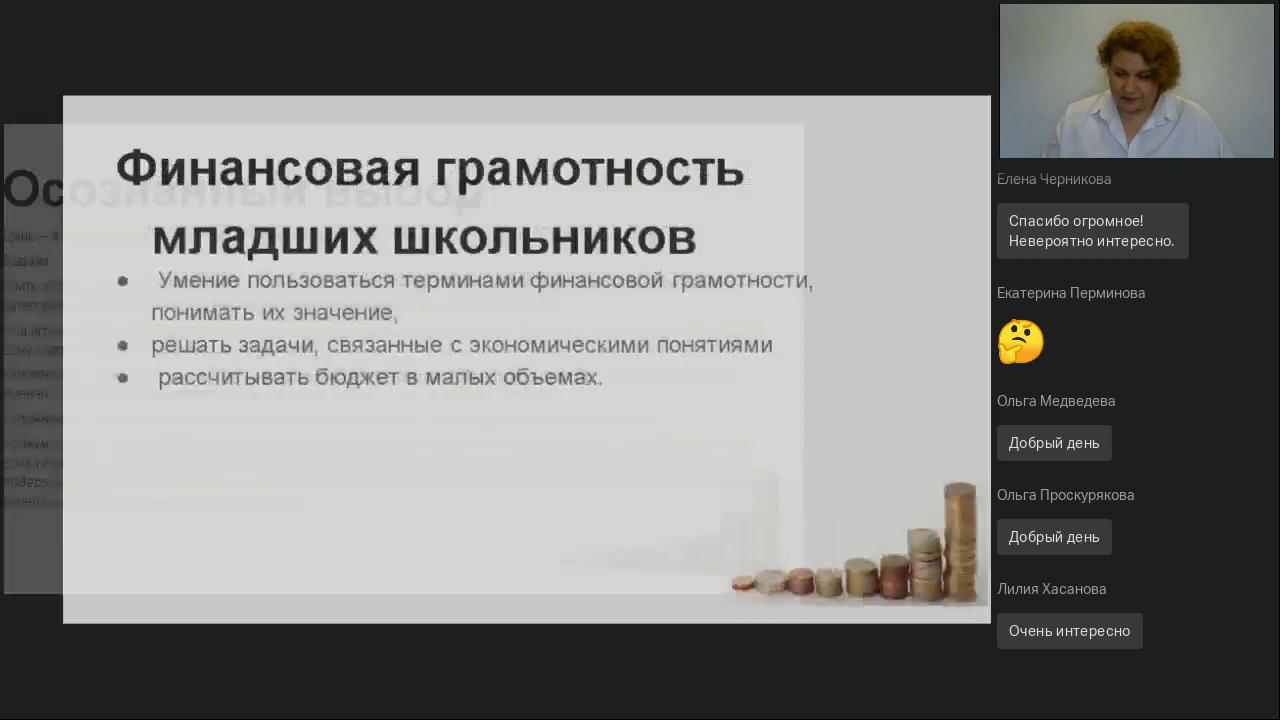 Финансовая грамотность
младших школьников
● Умение пользоваться терминами финансовой грамотности,
понимать их значение,
● решать задачи, связанные с экономическими понятиями
● рассчитывать бюджет в малых объемах.
Осознанный выбор
Елена Черникова
Спасибо огромное!
Невероятно интересно.
Екатерина Перминова
Ольга Медведева
Добрый день
Ольга Проскурякова
Добрый день
Лилия Хасанова
Очень интересно